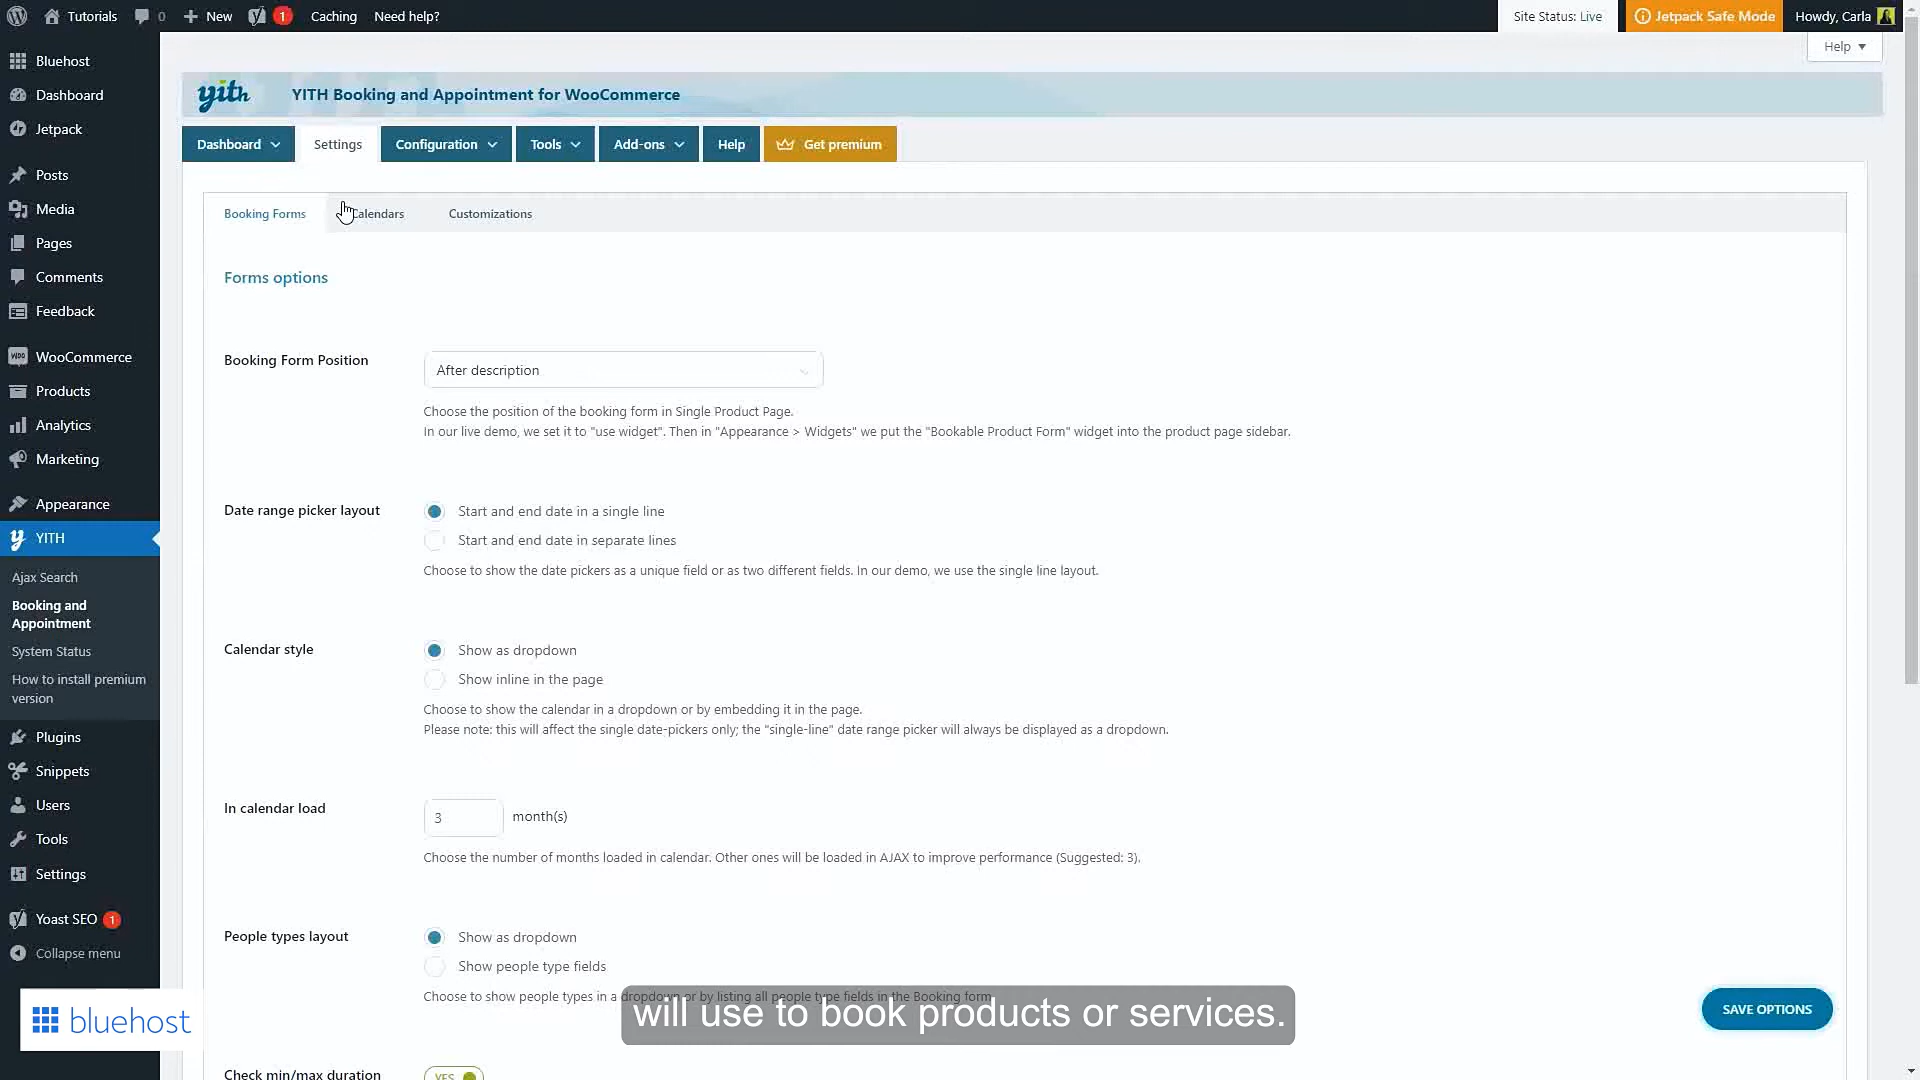 Tutorials 0 New 1 Caching Need help? Site Status: Live Jetpack Safe Mode Howdy, Carla
Help
Bluehost
Dashboard
Jetpack
Posts
Media
Pages
Comments
Feedback
WooCommerce
Products
Analytics
Marketing
Appearance
YITH
Ajax Search
Booking and
Appointment
System Status
How to install premium
version
Plugins
Snippets
Users
Tools
Settings
Yoast SEO 1
Collapse menu
bluehost
yith YITH Booking and Appointment for WooCommerce
Dashboard Settings Configuration Tools Add-ons Help Get premium
Booking Forms Calendars Customizations
Forms options
Booking Form Position After description
Choose the position of the booking form in Single Product Page.
In our live demo, we set it to "use widget". Then in "Appearance > Widgets" we put the "Bookable Product Form" widget into the product page sidebar.
Date range picker layout Start and end date in a single line
Start and end date in separate lines
Choose to show the date pickers as a unique field or as two different fields. In our demo, we use the single line layout.
Calendar style Show as dropdown
Show inline in the page
Choose to show the calendar in a dropdown or by embedding it in the page.
Please note: this will affect the single date-pickers only; the "single-line" date range picker will always be displayed as a dropdown.
In calendar load 3 month(s)
Choose the number of months loaded in calendar. Other ones will be loaded in AJAX to improve performance (Suggested: 3).
People types layout Show as dropdown
Show people type fields
Choose to show people types in a dropdown or by listing all people type fields in the Booking form
will use to book products or services.
SAVE OPTIONS
Check min/max duration YES